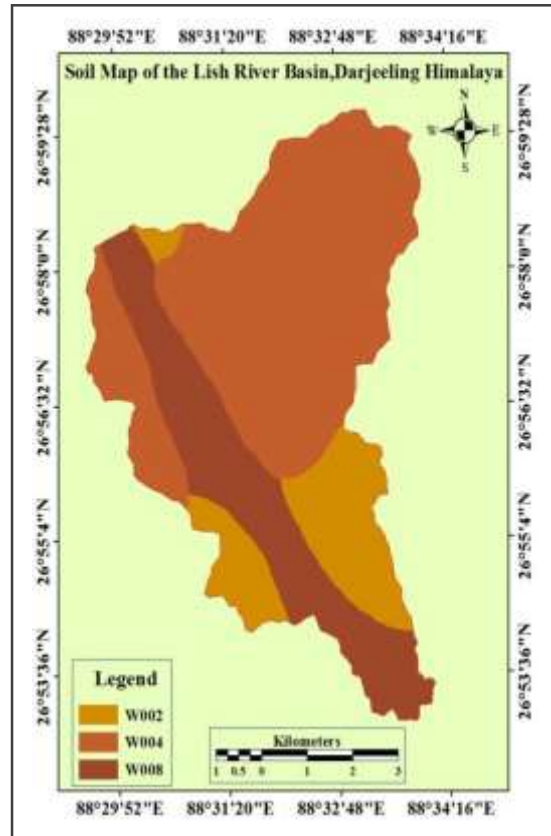 88°29'52"E 88°31'20"E 88°32'48"E 88°34'16"E
Soil Map of the Lish River Basin,Darjeeling Himalaya
N
W E
S
26°59'28"N 26°59'28"N
26°58'0"N 26°58'0"N
26°56'32"N 26°56'32"N
26°55'4"N 26°55'4"N
26°53'36"N 26°53'36"N
Legend
W002
W004
W008
Kilometers
1 0.5 0 1 2 3
88°29'52"E 88°31'20"E 88°32'48"E 88°34'16"E